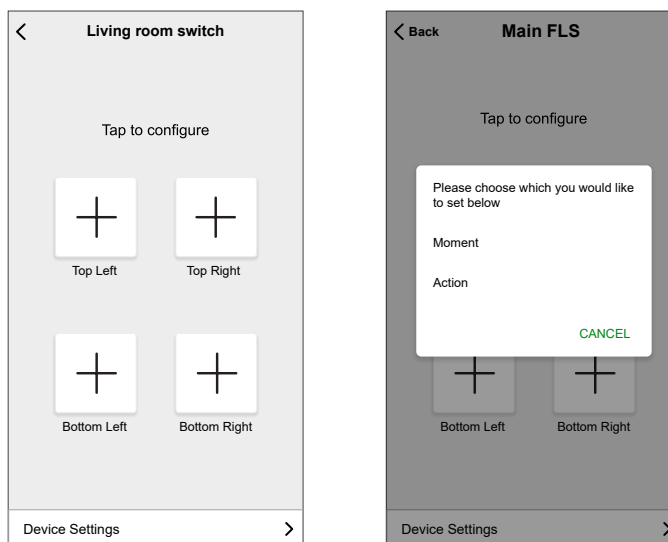 Living room switch
Tap to configure
Top Left
Top Right
Bottom Left
Bottom Right
Device Settings
Back
Main FLS
Tap to configure
Please choose which you would like
to set below
Moment
Action
CANCEL
Bottom Left
Bottom Right
Device Settings